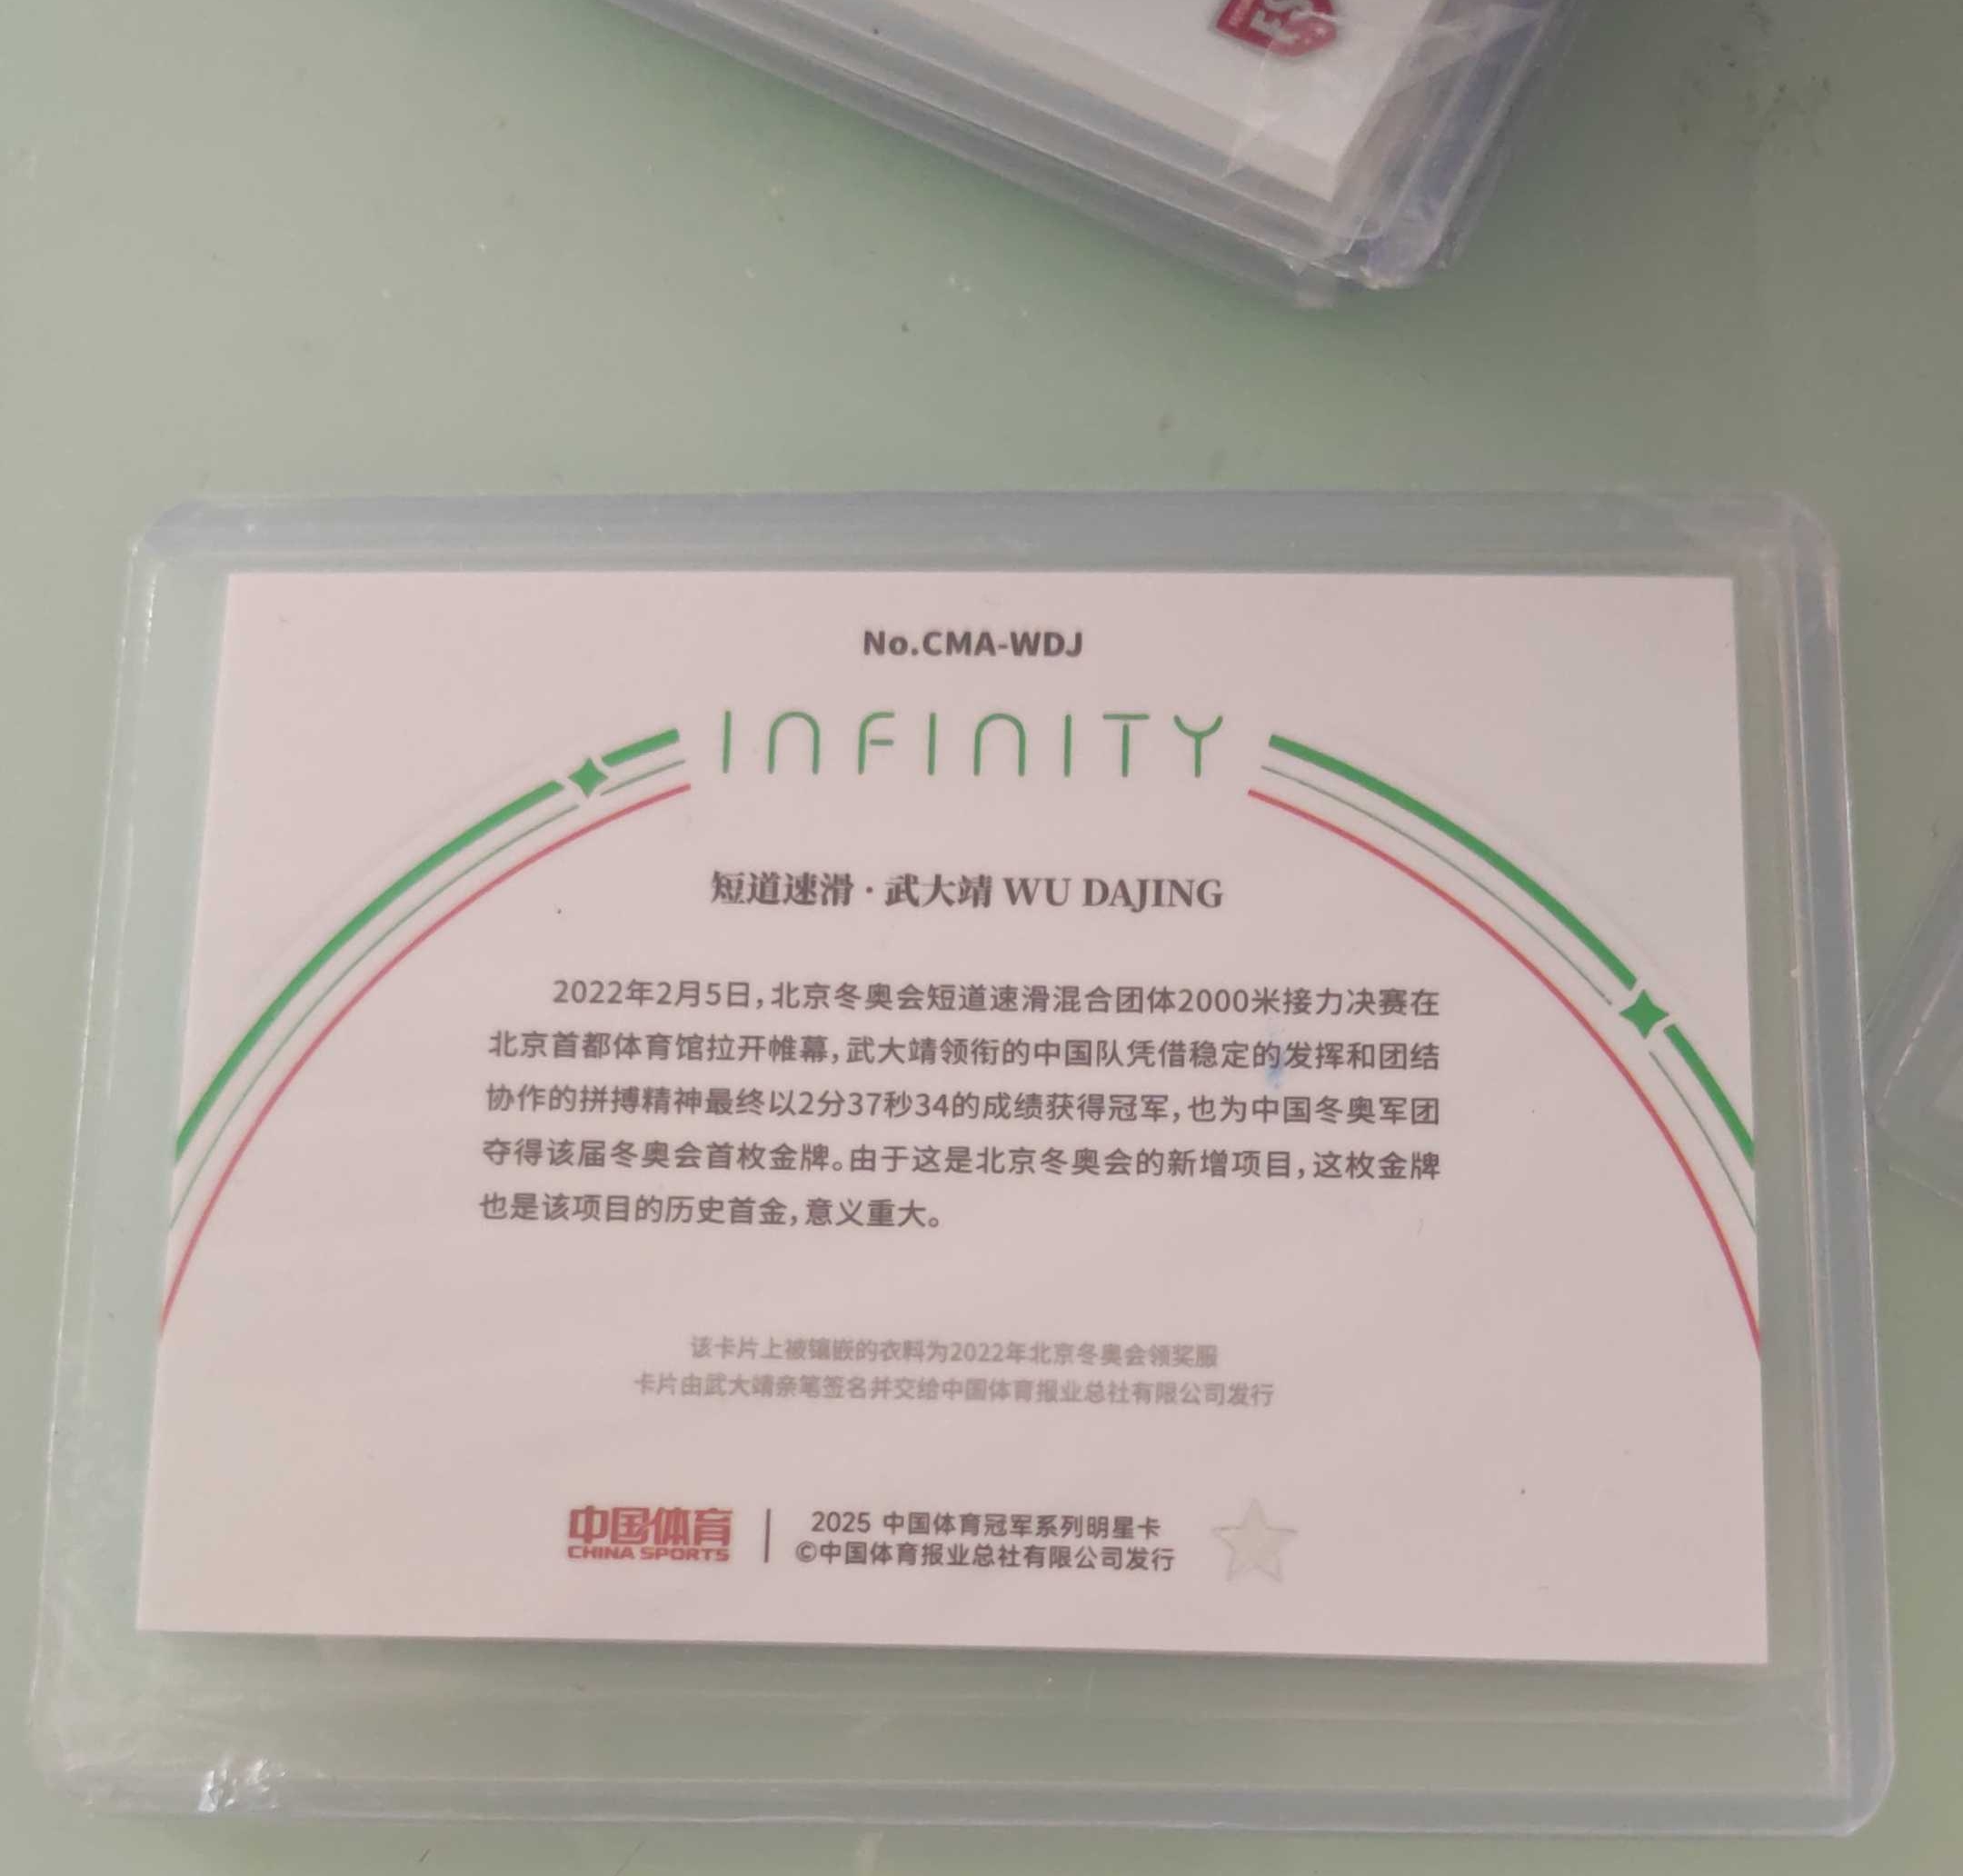 No.CMA-WDJ
INFINITY
短道速滑·武大靖 WU DAJING
2022年2月5日,北京冬奥会短道速滑混合团体2000米接力决赛在
北京首都体育馆拉开帷幕,武大靖领衔的中国队凭借稳定的发挥和团结
协作的拼搏精神最终以2分37秒34的成绩获得冠军,也为中国冬奥军团
夺得该届冬奥会首枚金牌。由于这是北京冬奥会的新增项目,这枚金牌
也是该项目的历史首金,意义重大。
该卡片上被镶嵌的衣料为2022年北京冬奥会领奖服
卡片由武大靖亲笔签名并交给中国体育报业总社有限公司发行
中国体育
CHINA SPORTS
2025 中国体育冠军系列明星卡
©中国体育报业总社有限公司发行